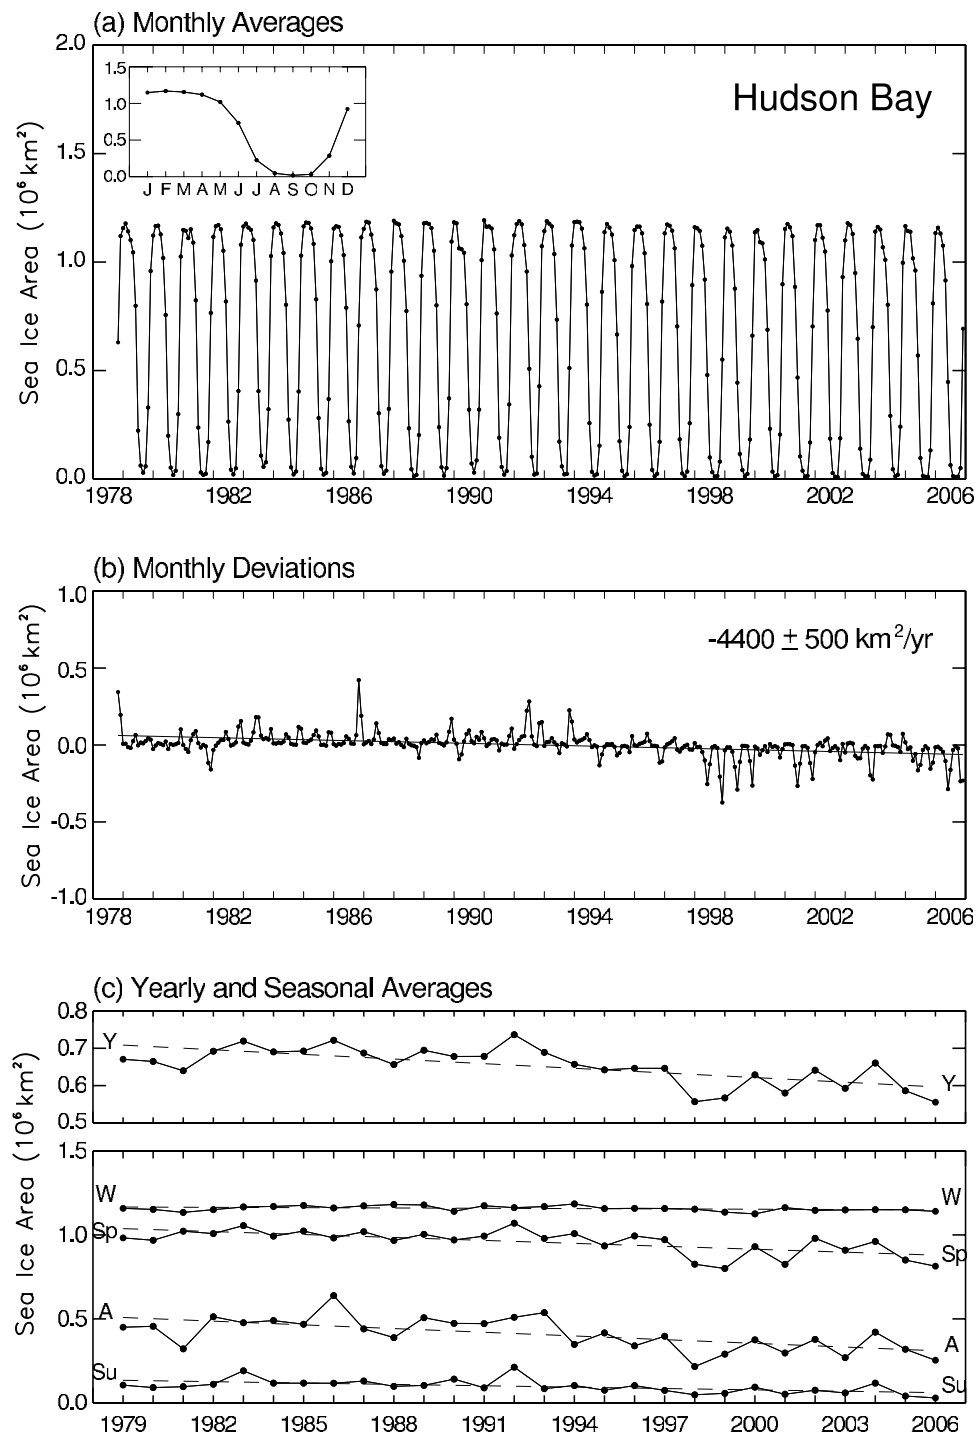 (a) Monthly Averages
2.0
1.5
1.0
0.5
0.0
Sea Ice Area (10⁶ km²)
1.5
1.0
0.5
0.0
J F M A M J J A S O N D
Hudson Bay
1978 1982 1986 1990 1994 1998 2002 2006
(b) Monthly Deviations
1.0
0.5
0.0
-0.5
-1.0
Sea Ice Area (10⁶ km²)
-4400 ± 500 km²/yr
1978 1982 1986 1990 1994 1998 2002 2006
(c) Yearly and Seasonal Averages
0.8
0.7
0.6
0.5
Y Y
Sea Ice Area (10⁶ km²)
1.5
1.0
0.5
0.0
W W
Sp Sp
A A
Su Su
1979 1982 1985 1988 1991 1994 1997 2000 2003 2006